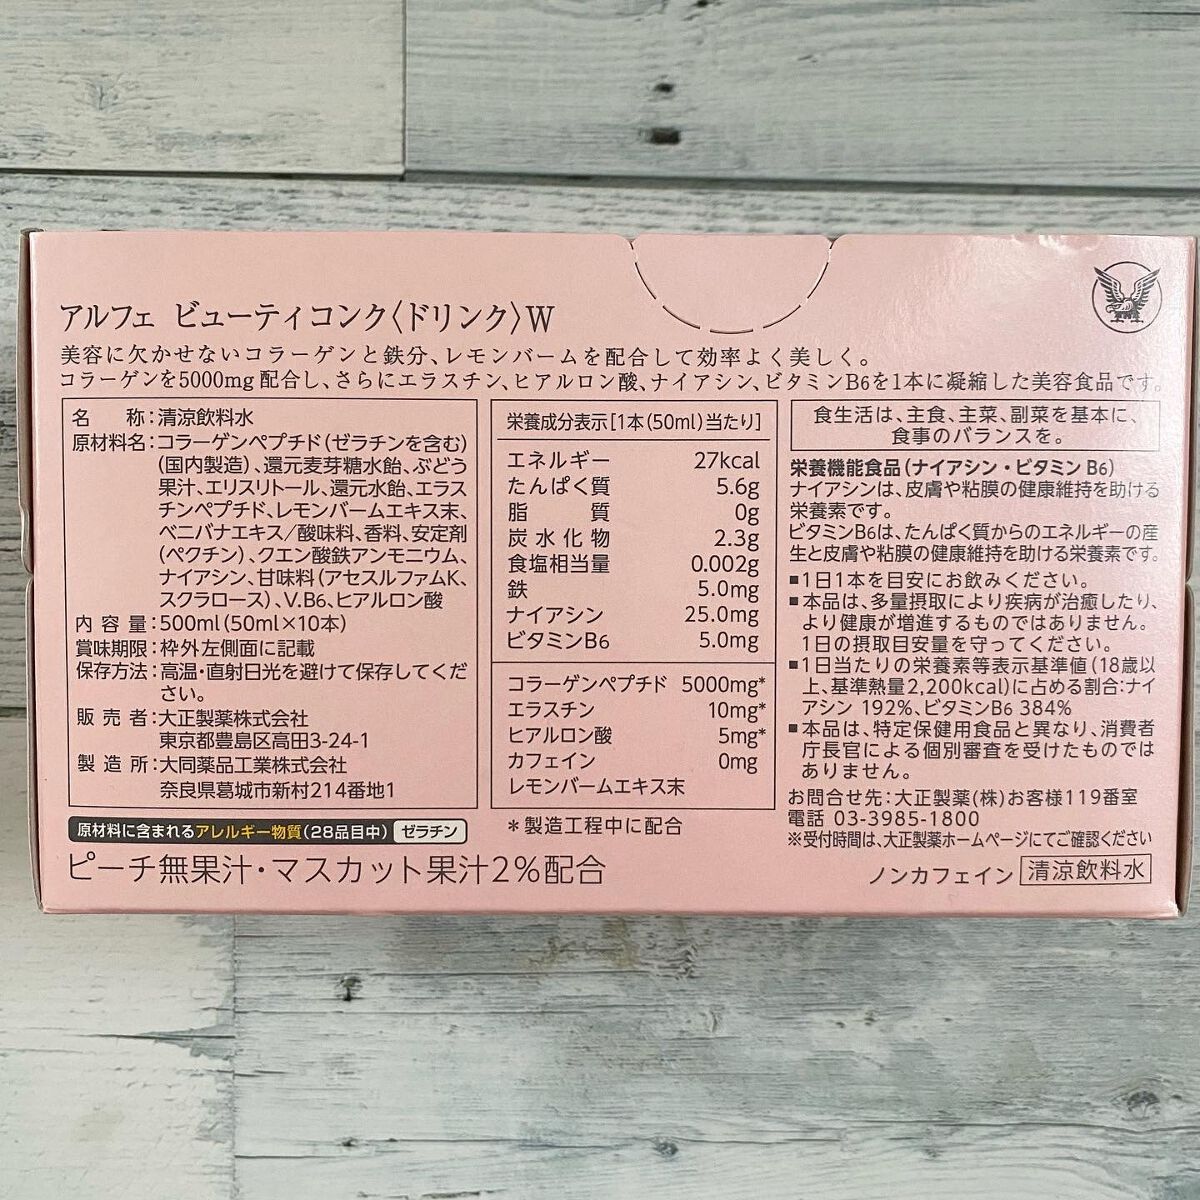 アルフェ ビューティコンク〈ドリンク〉W
美容に欠かせないコラーゲンと鉄分、レモンバームを配合して効率よく美しく。
コラーゲンを5000mg配合し、さらにエラスチン、ヒアルロン酸、ナイアシン、ビタミンB6を1本に凝縮した美容食品です。
名 称：清涼飲料水
原材料名：コラーゲンペプチド（ゼラチンを含む）
（国内製造）、還元麦芽糖水飴、ぶどう
果汁、エリスリトール、還元水飴、エラス
チンペプチド、レモンバームエキス末、
ベニバナエキス/酸味料、香料、安定剤
（ペクチン）、クエン酸鉄アンモニウム、
ナイアシン、甘味料（アセスルファムK、
スクラロース）、V.B6、ヒアルロン酸
内容量：500ml（50ml×10本）
賞味期限：枠外左側面に記載
保存方法：高温・直射日光を避けて保存してくだ
さい。
販売者：大正製薬株式会社
東京都豊島区高田3-24-1
製造所：大同薬品工業株式会社
奈良県葛城市新村214番地1
原材料に含まれるアレルギー物質（28品目中） ゼラチン
ピーチ無果汁・マスカット果汁2%配合
栄養成分表示［1本（50ml）当たり］
エネルギー 27kcal
たんぱく質 5.6g
脂質 0g
炭水化物 2.3g
食塩相当量 0.002g
鉄 5.0mg
ナイアシン 25.0mg
ビタミンB6 5.0mg
コラーゲンペプチド 5000mg*
エラスチン 10mg*
ヒアルロン酸 5mg*
カフェイン 0mg
レモンバームエキス末
＊製造工程中に配合
食生活は、主食、主菜、副菜を基本に、
食事のバランスを。
栄養機能食品（ナイアシン・ビタミンB6）
ナイアシンは、皮膚や粘膜の健康維持を助ける
栄養素です。
ビタミンB6は、たんぱく質からのエネルギーの産
生と皮膚や粘膜の健康維持を助ける栄養素です。
■1日1本を目安にお飲みください。
■本品は、多量摂取により疾病が治癒したり、
より健康が増進するものではありません。
1日の摂取目安量を守ってください。
■1日当たりの栄養素等表示基準値（18歳以
上、基準熱量2,200kcal）に占める割合：ナイ
アシン 192%、ビタミンB6 384%
■本品は、特定保健用食品と異なり、消費者
庁長官による個別審査を受けたものでは
ありません。
お問合せ先：大正製薬（株）お客様119番室
電話 03-3985-1800
※受付時間は、大正製薬ホームページにてご確認ください
ノンカフェイン 清涼飲料水